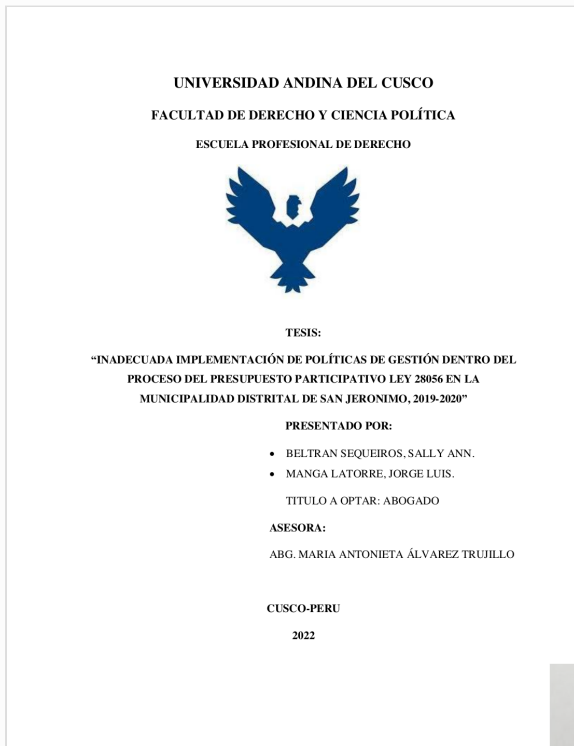 UNIVERSIDAD ANDINA DEL CUSCO
FACULTAD DE DERECHO Y CIENCIA POLÍTICA
ESCUELA PROFESIONAL DE DERECHO
TESIS:
“INADECUADA IMPLEMENTACIÓN DE POLÍTICAS DE GESTIÓN DENTRO DEL
PROCESO DEL PRESUPUESTO PARTICIPATIVO LEY 28056 EN LA
MUNICIPALIDAD DISTRITAL DE SAN JERONIMO, 2019-2020”
PRESENTADO POR:
• BELTRAN SEQUEIROS, SALLY ANN.
• MANGA LATORRE, JORGE LUIS.
TITULO A OPTAR: ABOGADO
ASESORA:
ABG. MARIA ANTONIETA ÁLVAREZ TRUJILLO
CUSCO-PERU
2022